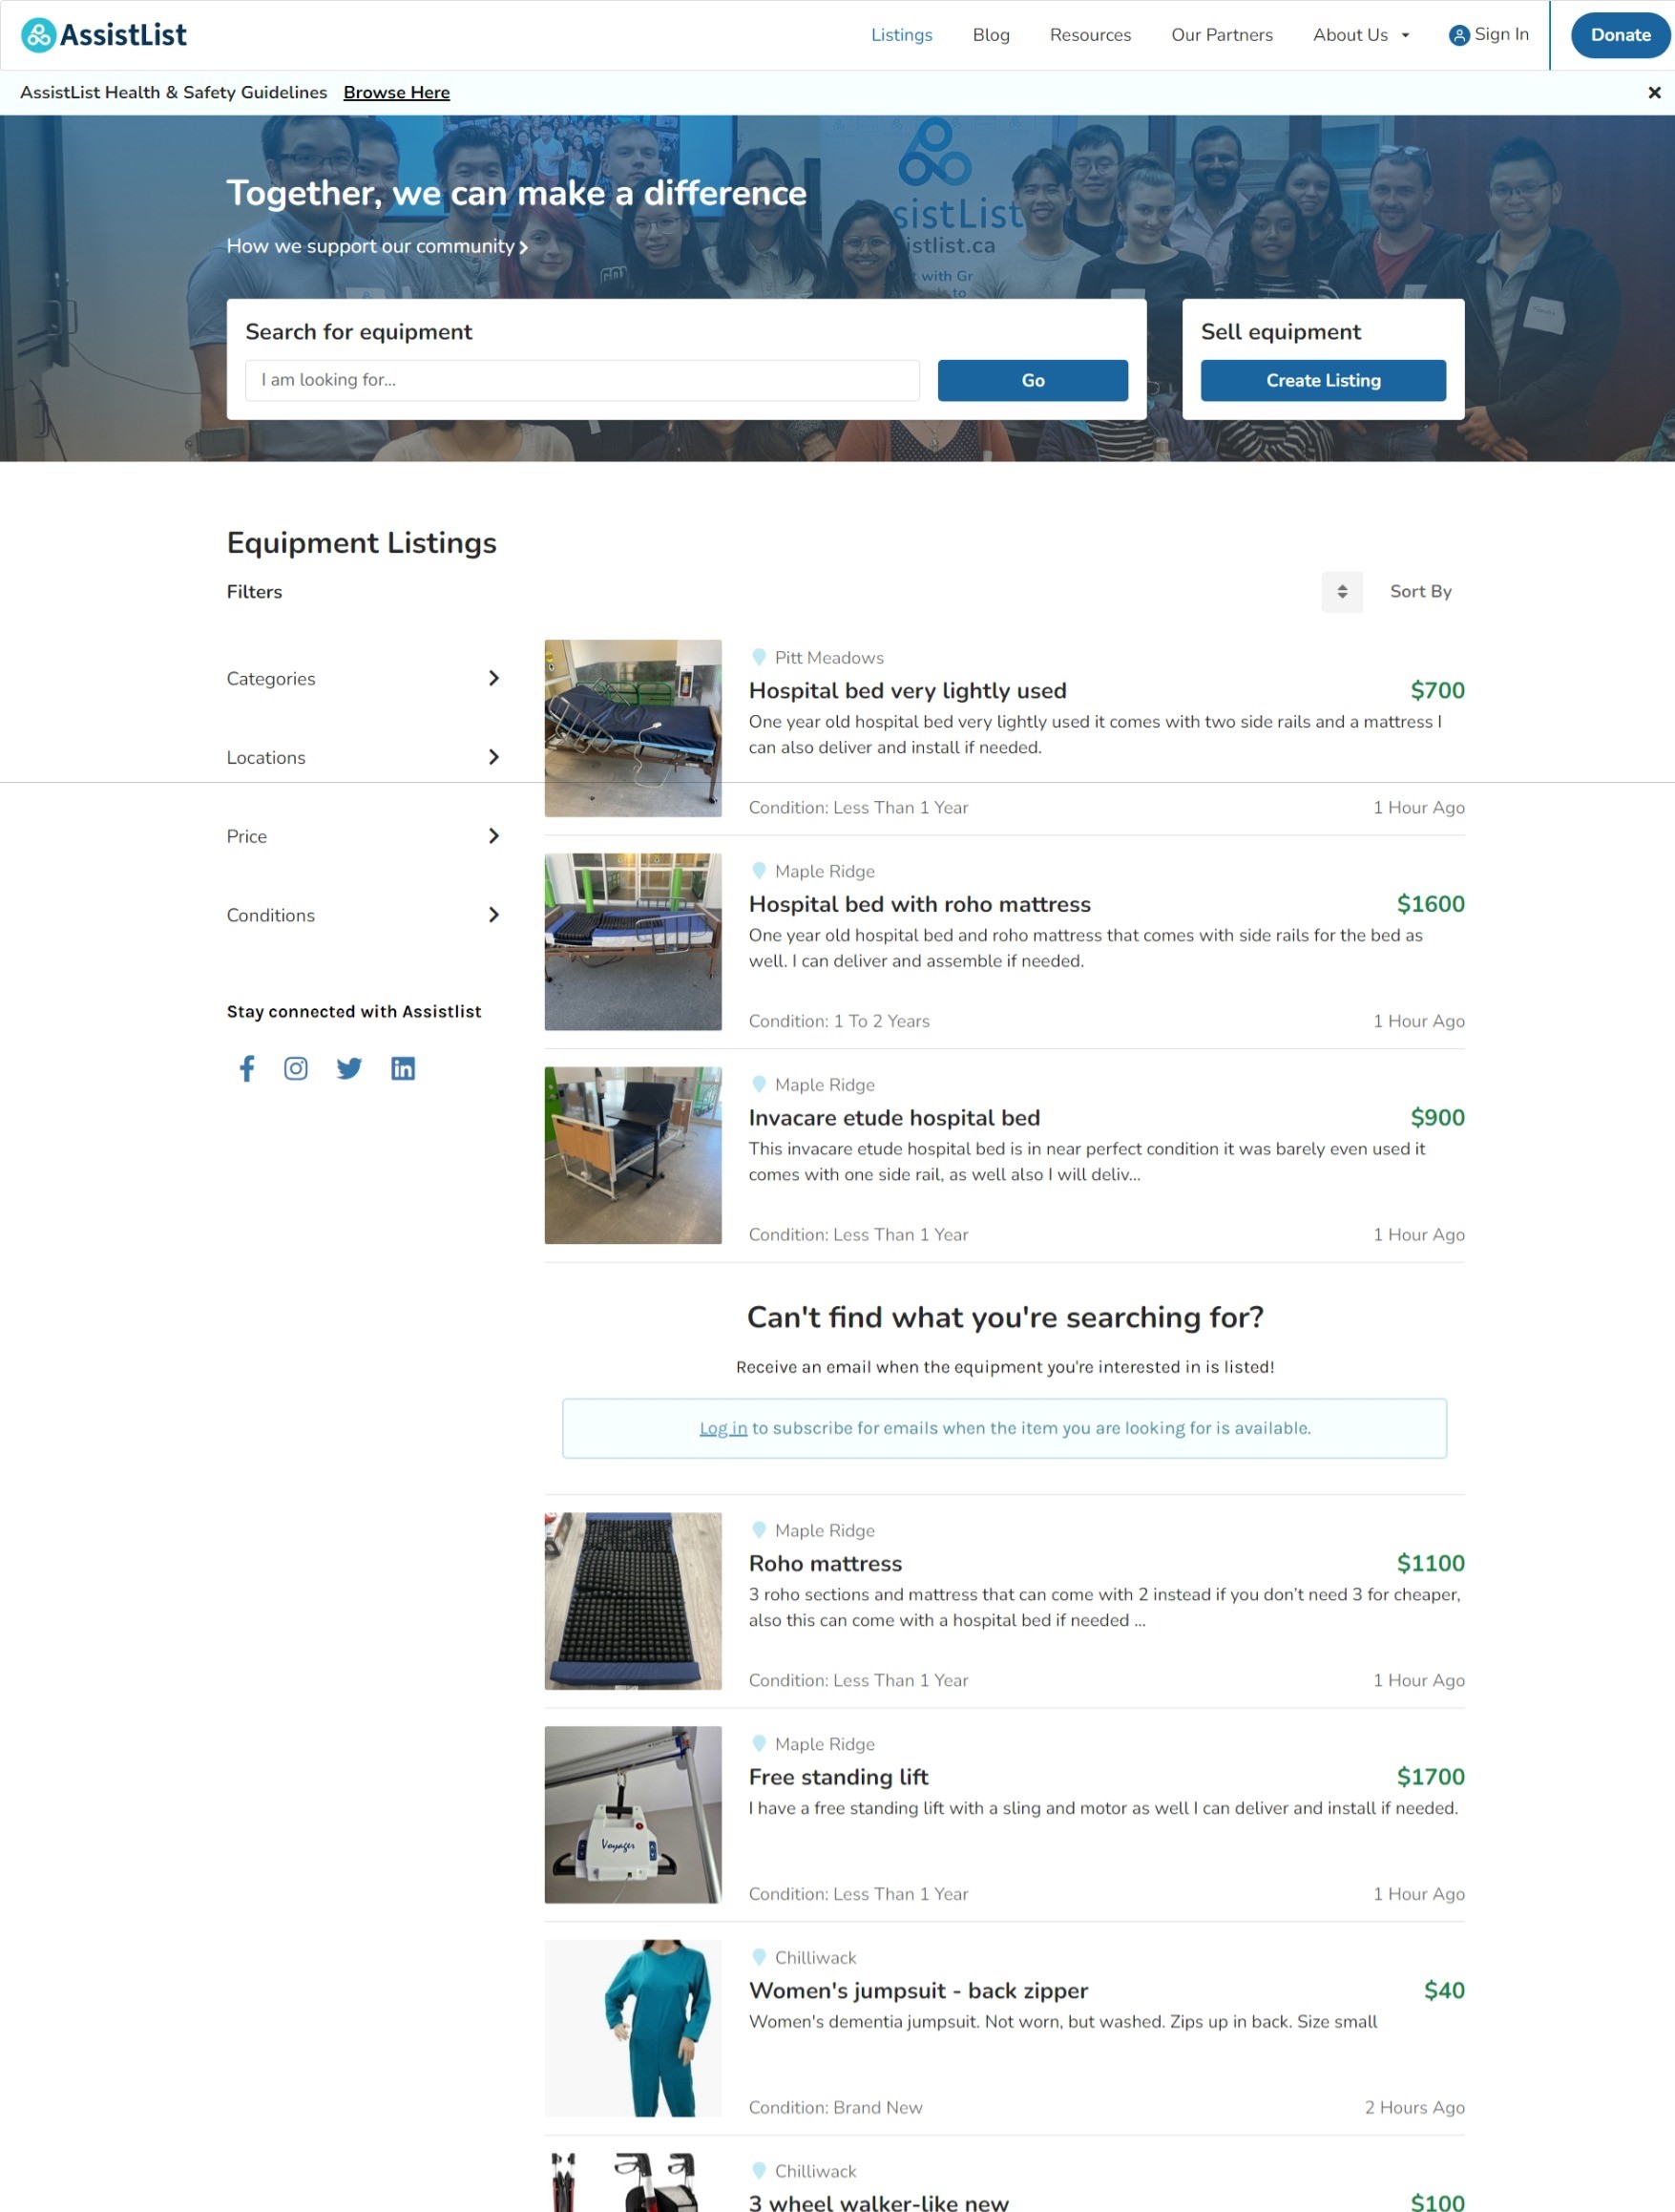 AssistList
Listings
Blog
Resources
Our Partners
About Us
Sign In
Donate
AssistList Health & Safety Guidelines Browse Here
Together, we can make a difference
How we support our community
sistList
istlist.ca
with Gr
to
Search for equipment
I am looking for...
Go
Sell equipment
Create Listing
Equipment Listings
Filters
Sort By
Categories
Locations
Price
Conditions
Stay connected with Assistlist
Pitt Meadows
Hospital bed very lightly used
$700
One year old hospital bed very lightly used it comes with two side rails and a mattress I
can also deliver and install if needed.
Condition: Less Than 1 Year
1 Hour Ago
Maple Ridge
Hospital bed with roho mattress
$1600
One year old hospital bed and roho mattress that comes with side rails for the bed as
well. I can deliver and assemble if needed.
Condition: 1 To 2 Years
1 Hour Ago
Maple Ridge
Invacare etude hospital bed
$900
This invacare etude hospital bed is in near perfect condition it was barely even used it
comes with one side rail, as well also I will deliv...
Condition: Less Than 1 Year
1 Hour Ago
Can't find what you're searching for?
Receive an email when the equipment you're interested in is listed!
Log in to subscribe for emails when the item you are looking for is available.
Maple Ridge
Roho mattress
$1100
3 roho sections and mattress that can come with 2 instead if you don’t need 3 for cheaper,
also this can come with a hospital bed if needed ...
Condition: Less Than 1 Year
1 Hour Ago
Maple Ridge
Free standing lift
$1700
I have a free standing lift with a sling and motor as well I can deliver and install if needed.
Voyager
Condition: Less Than 1 Year
1 Hour Ago
Chilliwack
Women's jumpsuit - back zipper
$40
Women's dementia jumpsuit. Not worn, but washed. Zips up in back. Size small
Condition: Brand New
2 Hours Ago
Chilliwack
3 wheel walker-like new
$100